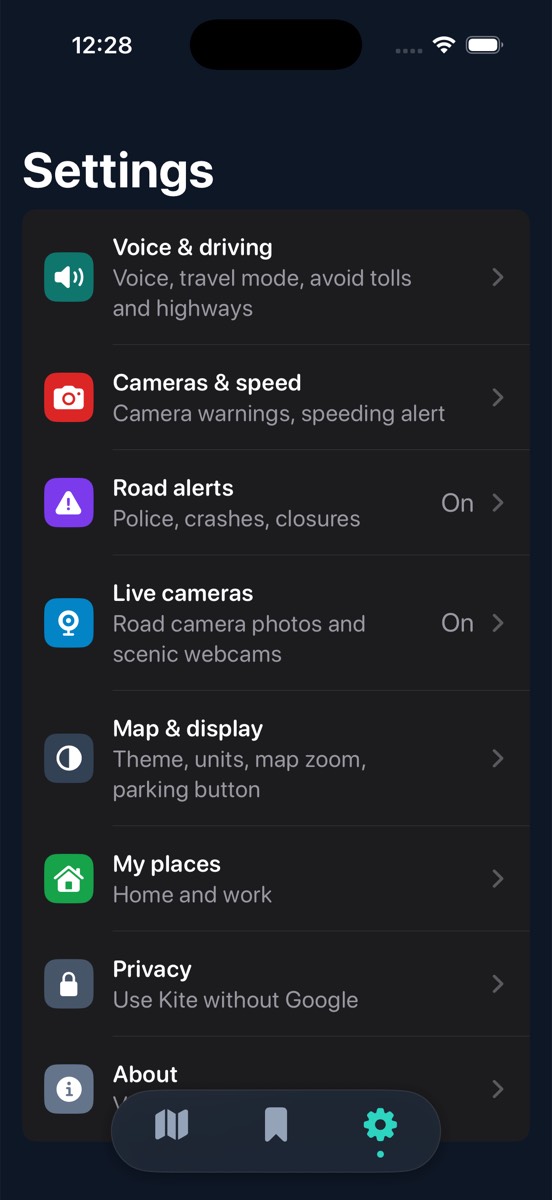 12:28
Settings
Voice & driving
Voice, travel mode, avoid tolls
and highways
Cameras & speed
Camera warnings, speeding alert
Road alerts
Police, crashes, closures
On
Live cameras
Road camera photos and
scenic webcams
On
Map & display
Theme, units, map zoom,
parking button
My places
Home and work
Privacy
Use Kite without Google
About